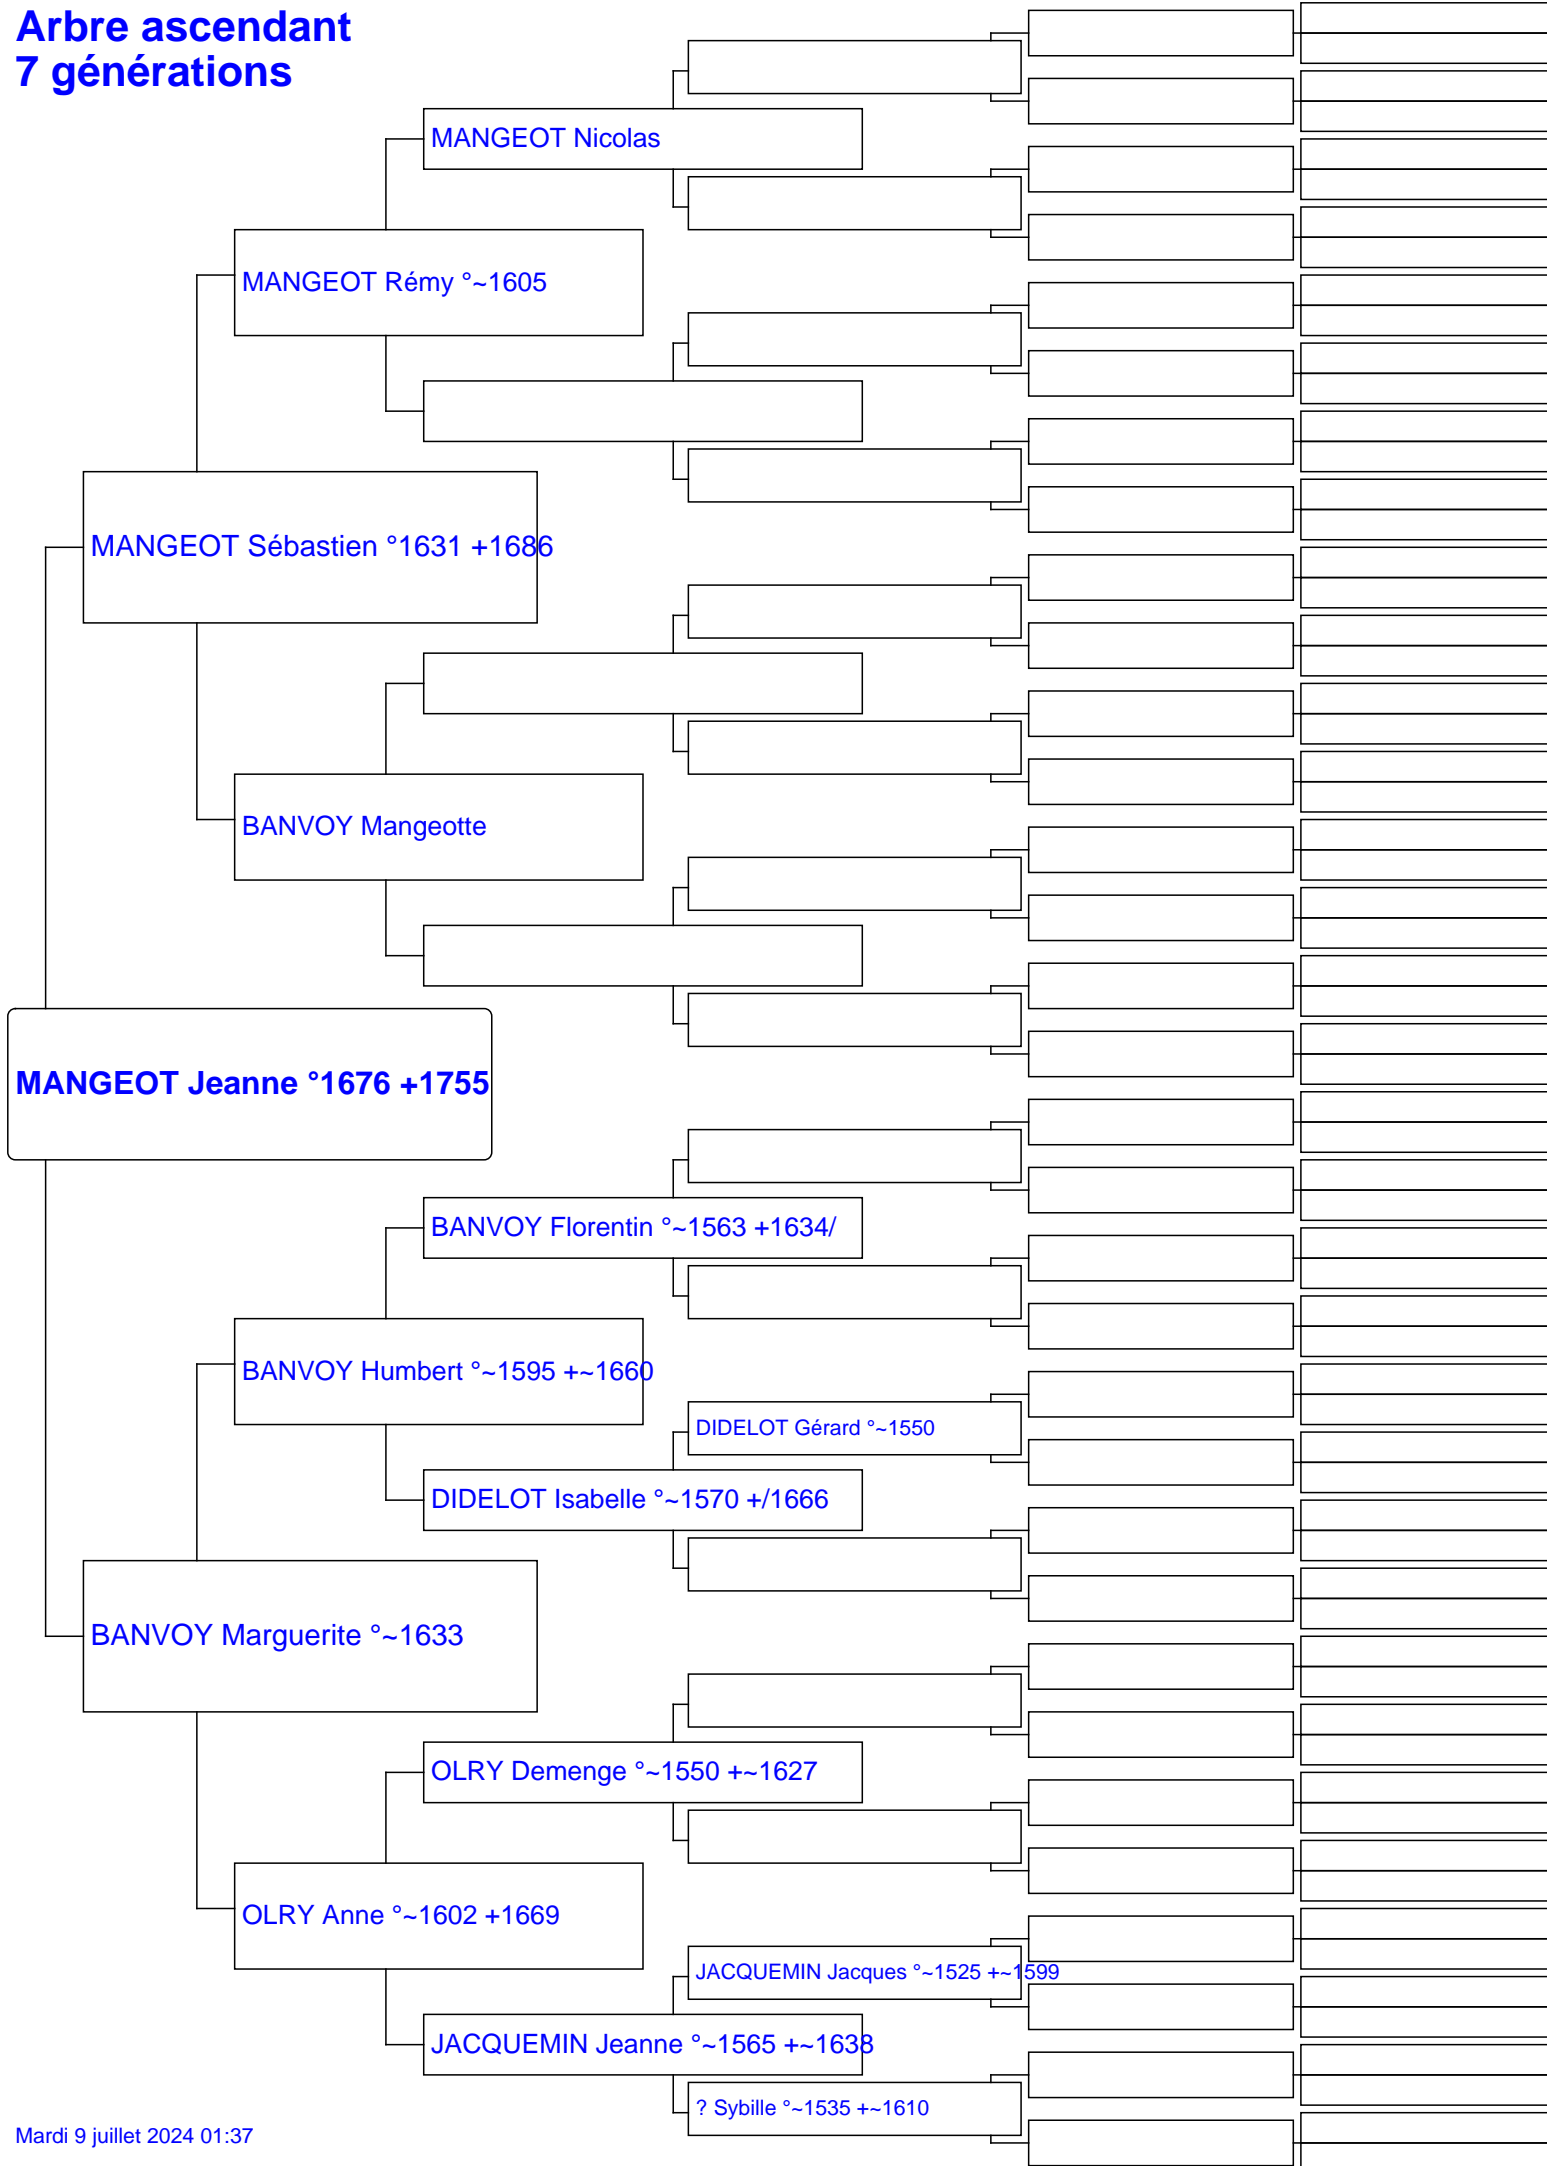 Arbre ascendant
7 générations
MANGEOT Nicolas
MANGEOT Rémy °~1605
MANGEOT Sébastien °1631 +1686
BANVOY Mangeotte
MANGEOT Jeanne °1676 +1755
BANVOY Florentin °~1563 +1634/
BANVOY Humbert °~1595 +~1660
DIDELOT Gérard °~1550
DIDELOT Isabelle °~1570 +/1666
BANVOY Marguerite °~1633
OLRY Demenge °~1550 +~1627
OLRY Anne °~1602 +1669
JACQUEMIN Jacques °~1525 +~1599
JACQUEMIN Jeanne °~1565 +~1638
? Sybille °~1535 +~1610
Mardi 9 juillet 2024 01:37